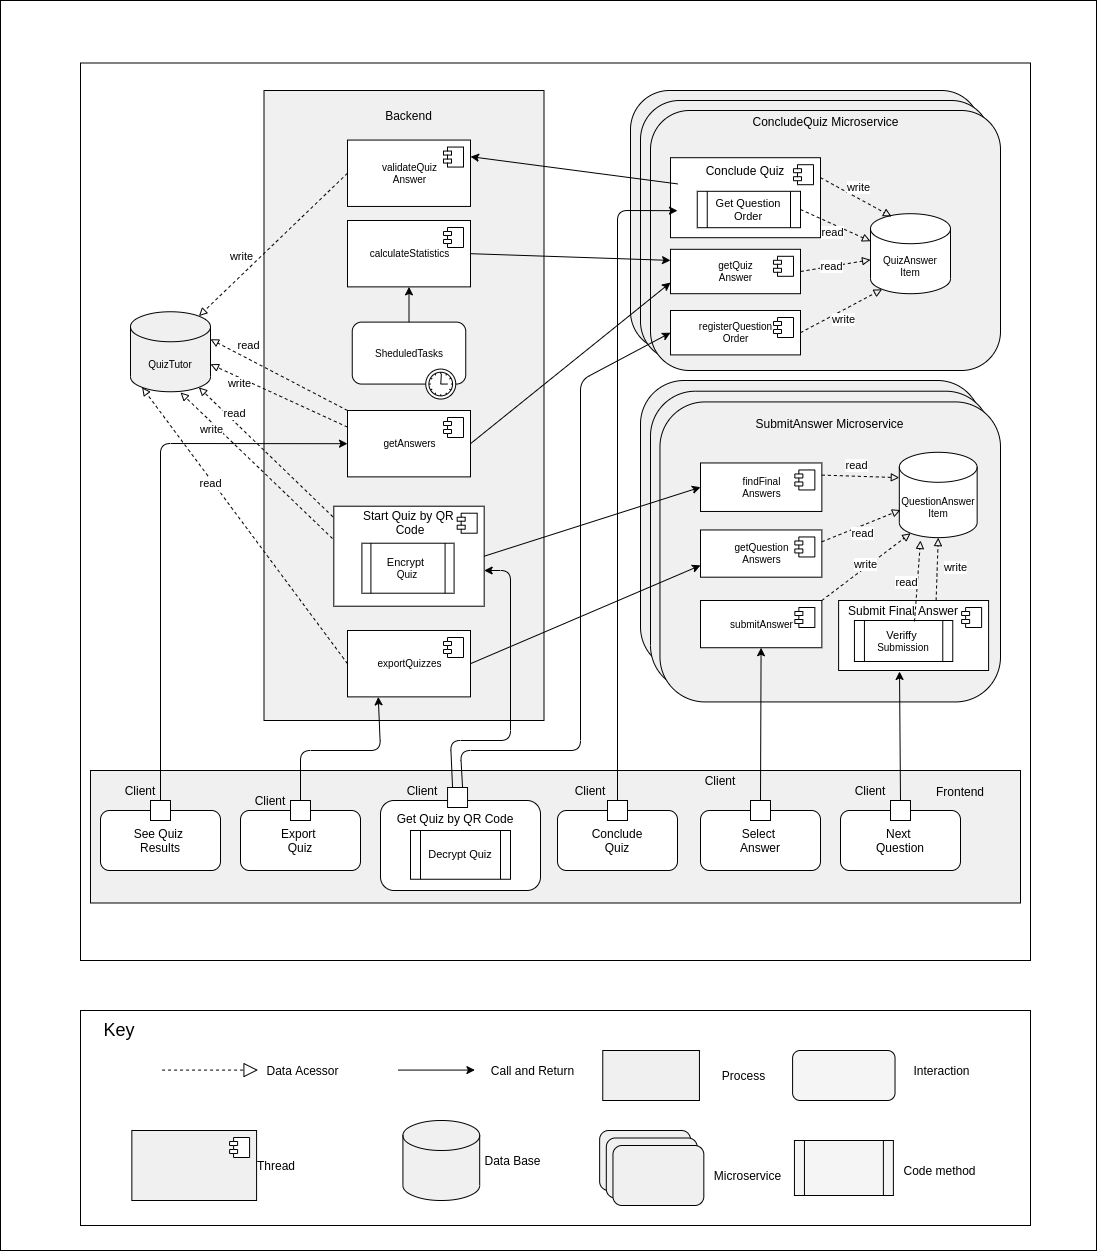 Backend
validateQuiz
Answer
calculateStatistics
SheduledTasks
getAnswers
Start Quiz by QR
Code
Encrypt
Quiz
exportQuizzes
QuizTutor
write
read
write
read
write
read
ConcludeQuiz Microservice
Conclude Quiz
Get Question
Order
getQuiz
Answer
registerQuestion
Order
write
read
read
write
QuizAnswer
Item
SubmitAnswer Microservice
findFinal
Answers
getQuestion
Answers
submitAnswer
Submit Final Answer
Veriffy
Submission
read
read
write
read
write
QuestionAnswer
Item
Client
Client
Client
Client
Client
Client
Frontend
See Quiz
Results
Export
Quiz
Get Quiz by QR Code
Decrypt Quiz
Conclude
Quiz
Select
Answer
Next
Question
Key
Data Acessor
Call and Return
Process
Interaction
Thread
Data Base
Microservice
Code method